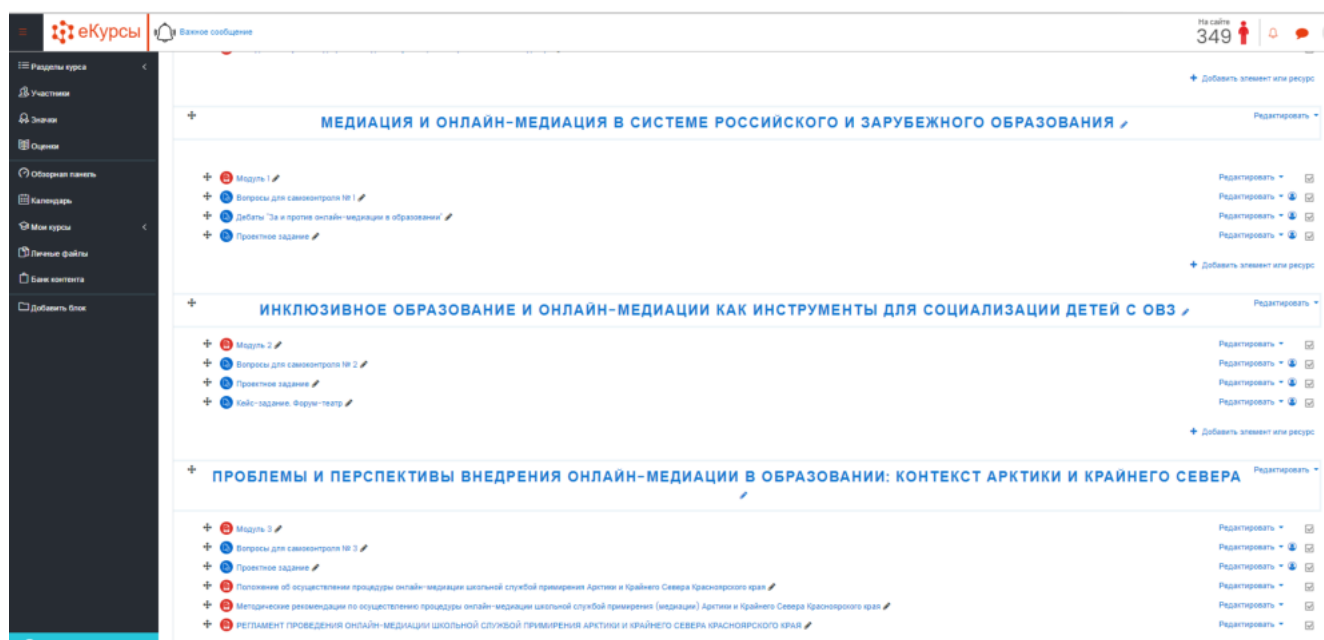 еКурсы
Важное сообщение
На сайте
349
Разделы курса
Участники
Значки
Оценки
Обзорная панель
Календарь
Мои курсы
Личные файлы
Банк контента
Добавить блок
Добавить элемент или ресурс
МЕДИАЦИЯ И ОНЛАЙН-МЕДИАЦИЯ В СИСТЕМЕ РОССИЙСКОГО И ЗАРУБЕЖНОГО ОБРАЗОВАНИЯ
Редактировать
Модуль 1
Редактировать
Вопросы для самоконтроля № 1
Редактировать
Дебаты "За и против онлайн-медиации в образовании"
Редактировать
Проектное задание
Редактировать
Добавить элемент или ресурс
ИНКЛЮЗИВНОЕ ОБРАЗОВАНИЕ И ОНЛАЙН-МЕДИАЦИИ КАК ИНСТРУМЕНТЫ ДЛЯ СОЦИАЛИЗАЦИИ ДЕТЕЙ С ОВЗ
Редактировать
Модуль 2
Редактировать
Вопросы для самоконтроля № 2
Редактировать
Проектное задание
Редактировать
Кейс-задание. Форум-театр
Редактировать
Добавить элемент или ресурс
ПРОБЛЕМЫ И ПЕРСПЕКТИВЫ ВНЕДРЕНИЯ ОНЛАЙН-МЕДИАЦИИ В ОБРАЗОВАНИИ: КОНТЕКСТ АРКТИКИ И КРАЙНЕГО СЕВЕРА
Редактировать
Модуль 3
Редактировать
Вопросы для самоконтроля № 3
Редактировать
Проектное задание
Редактировать
Положение об осуществлении процедуры онлайн-медиации школьной службой примирения Арктики и Крайнего Севера Красноярского края
Редактировать
Методические рекомендации по осуществлению процедуры онлайн-медиации школьной службой примирения (медиации) Арктики и Крайнего Севера Красноярского края
Редактировать
РЕГЛАМЕНТ ПРОВЕДЕНИЯ ОНЛАЙН-МЕДИАЦИИ ШКОЛЬНОЙ СЛУЖБОЙ ПРИМИРЕНИЯ АРКТИКИ И КРАЙНЕГО СЕВЕРА КРАСНОЯРСКОГО КРАЯ
Редактировать